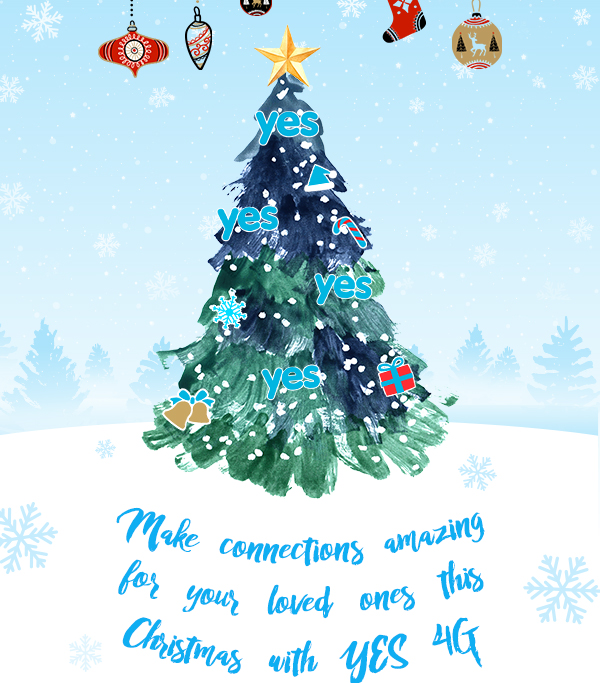 yes
yes
yes
yes
Make connections amazing
for your loved ones this
Christmas with YES 4G